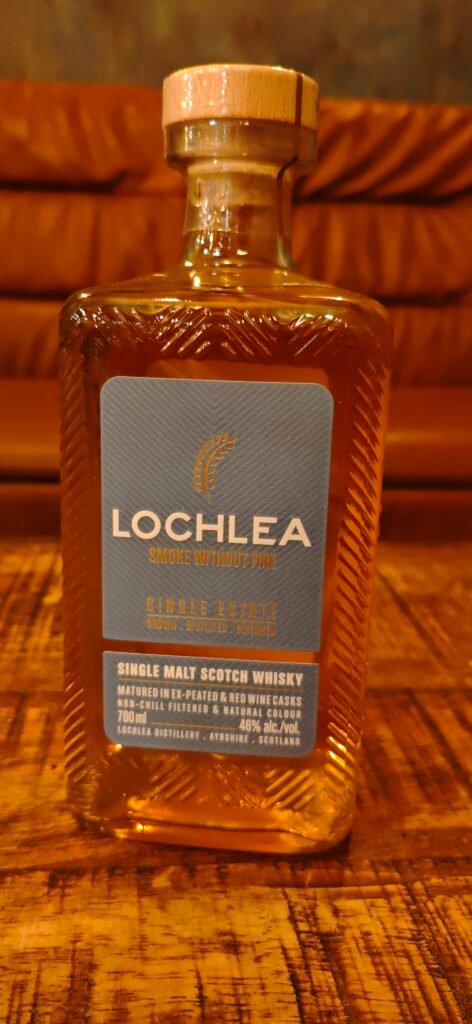 LOCHLEA
SMOKE WITHOUT FIRE
SINGLE ESTATE
GROWN . DISTILLED . MATURED
SINGLE MALT SCOTCH WHISKY
MATURED IN EX-PEATED & RED WINE CASKS
NON-CHILL FILTERED & NATURAL COLOUR
700ml 46% alc./vol.
LOCHLEA DISTILLERY . AYRSHIRE . SCOTLAND